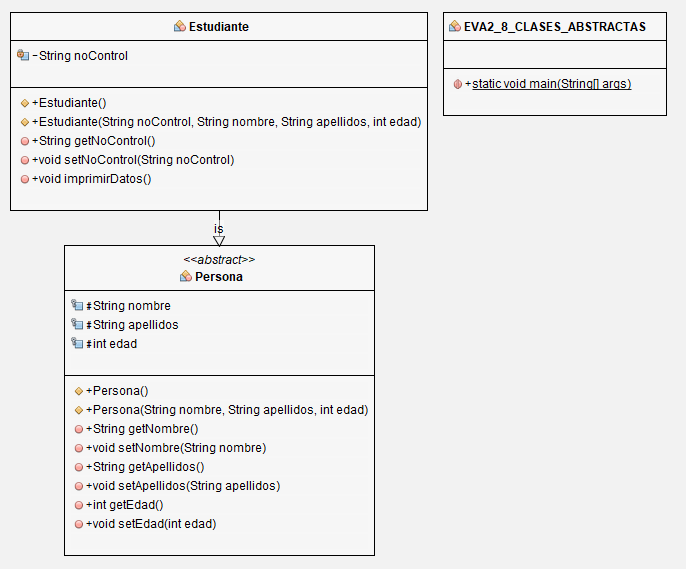 Estudiante
-String noControl
+Estudiante()
+Estudiante(String noControl, String nombre, String apellidos, int edad)
+String getNoControl()
+void setNoControl(String noControl)
+void imprimirDatos()
EVA2_8_CLASES_ABSTRACTAS
+static void main(String[] args)
is
<<abstract>>
Persona
#String nombre
#String apellidos
#int edad
+Persona()
+Persona(String nombre, String apellidos, int edad)
+String getNombre()
+void setNombre(String nombre)
+String getApellidos()
+void setApellidos(String apellidos)
+int getEdad()
+void setEdad(int edad)